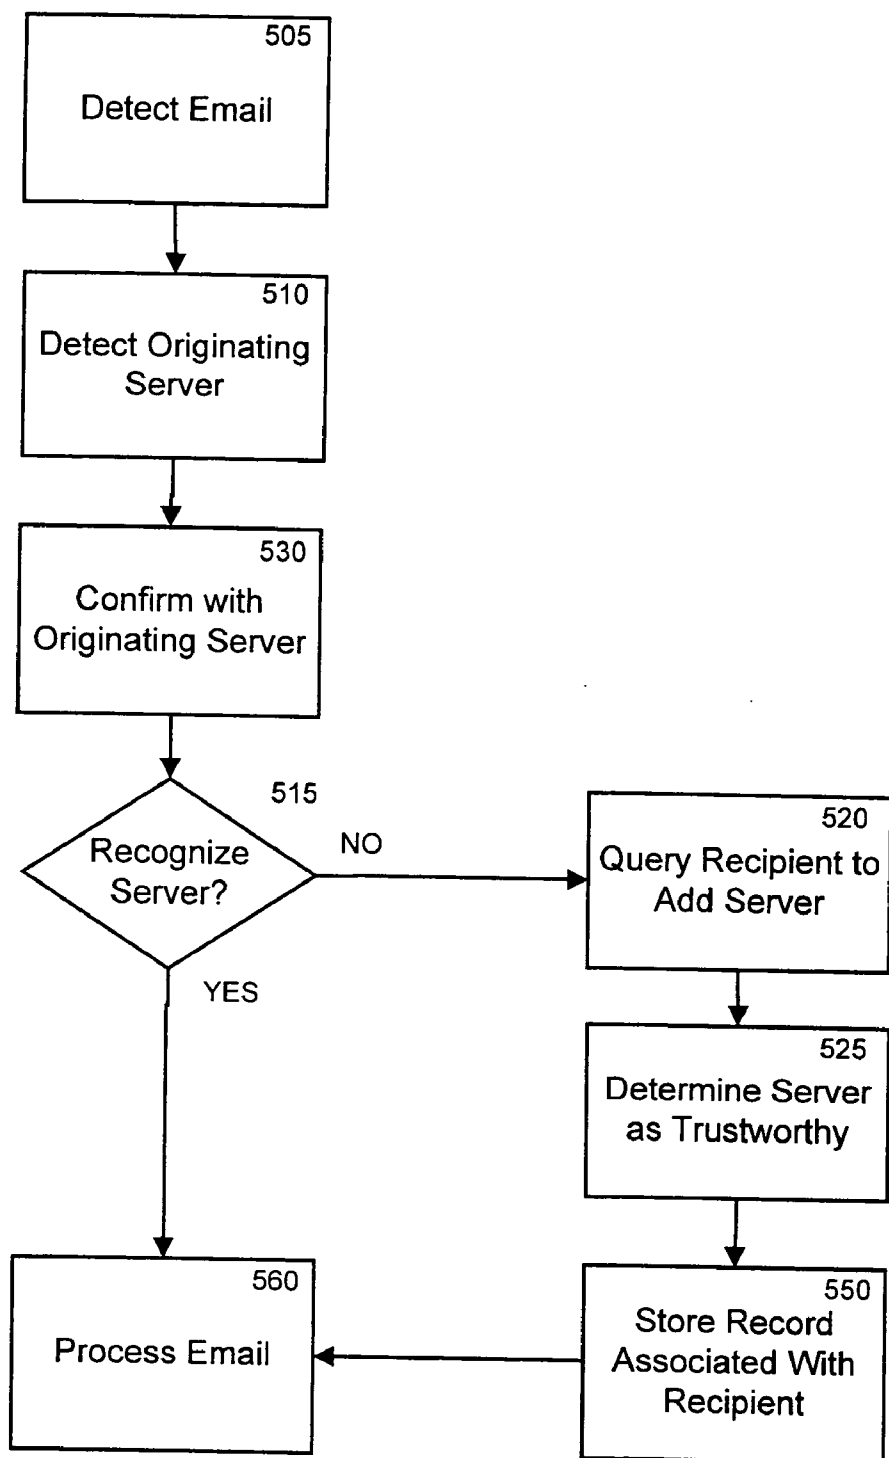 505
Detect Email
510
Detect Originating
Server
530
Confirm with
Originating Server
515
Recognize
Server?
NO
YES
520
Query Recipient to
Add Server
525
Determine Server
as Trustworthy
550
Store Record
Associated With
Recipient
560
Process Email